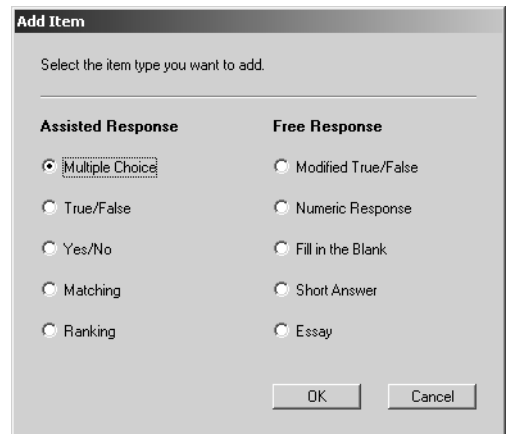 Add Item
Select the item type you want to add.
Assisted Response
Free Response
Multiple Choice
Modified True/False
True/False
Numeric Response
Yes/No
Fill in the Blank
Matching
Short Answer
Ranking
Essay
OK
Cancel